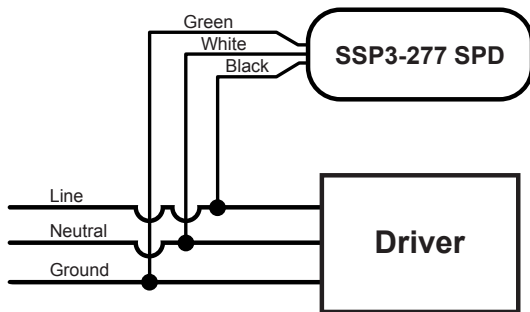 Green
White
Black
SSP3-277 SPD
Line
Neutral
Ground
Driver